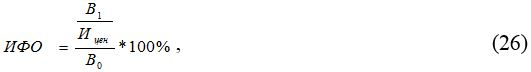 ИФО = ((B₁ / И_цен) / B₀) * 100% , (26)